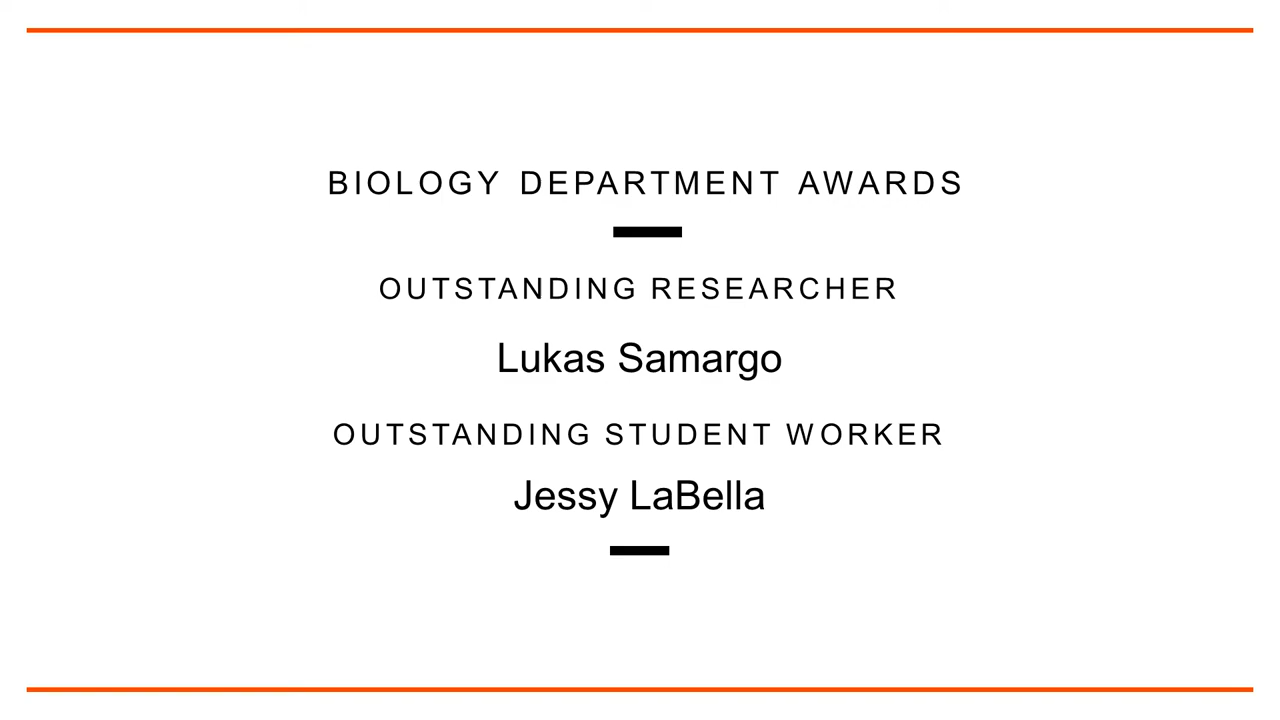 BIOLOGY DEPARTMENT AWARDS
OUTSTANDING RESEARCHER
Lukas Samargo
OUTSTANDING STUDENT WORKER
Jessy LaBella